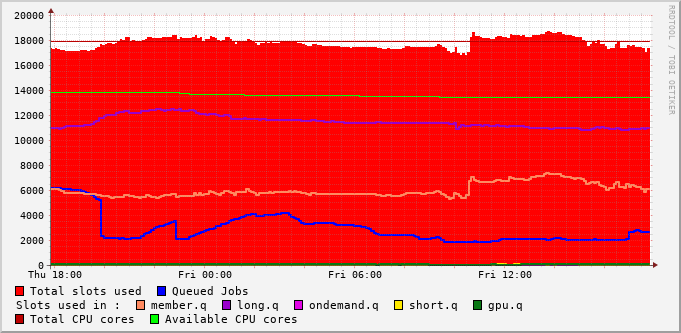 20000
18000
16000
14000
12000
10000
8000
6000
4000
2000
0
Thu 18:00 Fri 00:00 Fri 06:00 Fri 12:00
RRDTOOL / TOBI OETIKER
Total slots used Queued Jobs
Slots used in : member.q long.q ondemand.q short.q gpu.q
Total CPU cores Available CPU cores